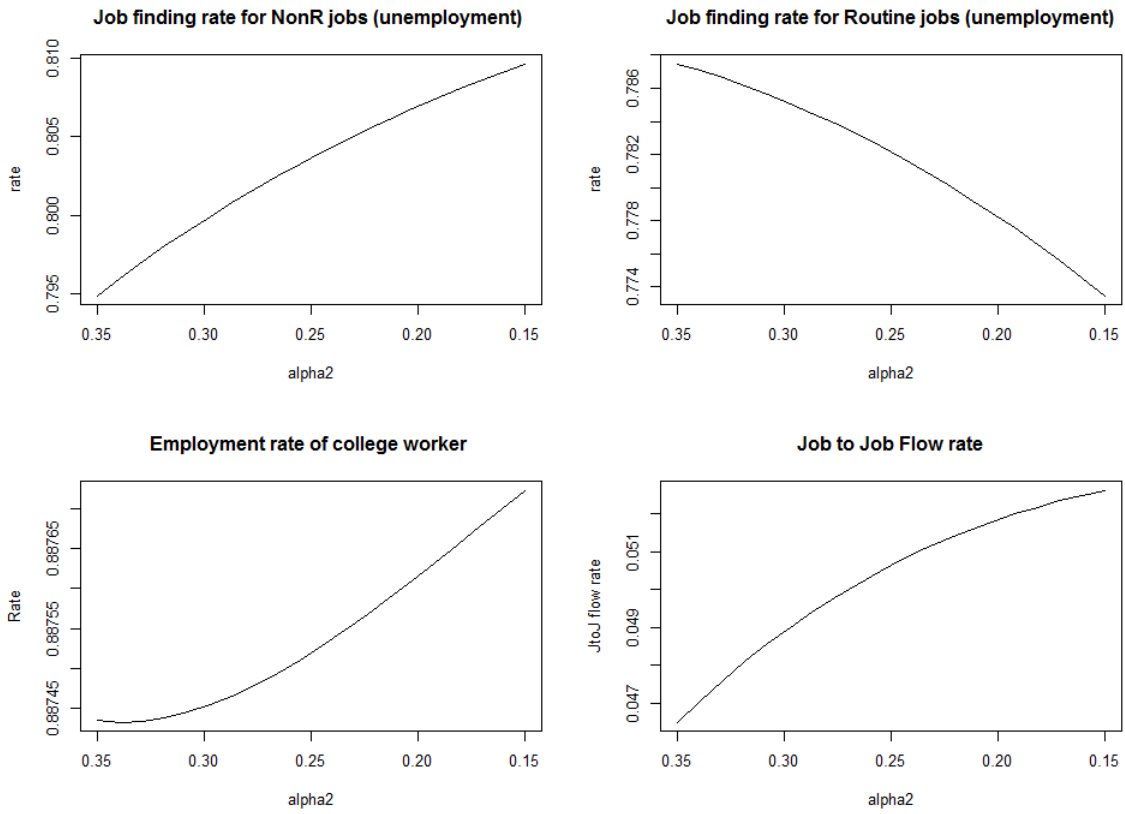 Job finding rate for NonR jobs (unemployment)
rate
0.810
0.805
0.800
0.795
0.35 0.30 0.25 0.20 0.15
alpha2
Job finding rate for Routine jobs (unemployment)
rate
0.786
0.782
0.778
0.774
0.35 0.30 0.25 0.20 0.15
alpha2
Employment rate of college worker
Rate
0.88765
0.88755
0.88745
0.35 0.30 0.25 0.20 0.15
alpha2
Job to Job Flow rate
JtoJ flow rate
0.051
0.049
0.047
0.35 0.30 0.25 0.20 0.15
alpha2